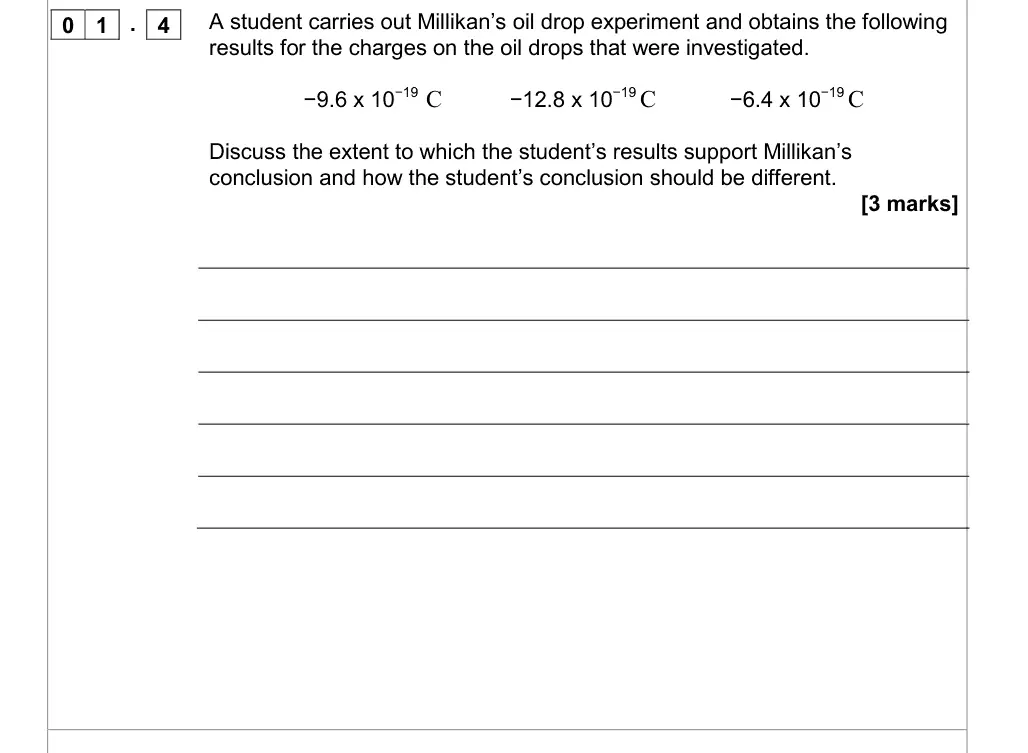 0 1 . 4 A student carries out Millikan’s oil drop experiment and obtains the following
results for the charges on the oil drops that were investigated.
−9.6 x 10⁻¹⁹ C −12.8 x 10⁻¹⁹ C −6.4 x 10⁻¹⁹ C
Discuss the extent to which the student’s results support Millikan’s
conclusion and how the student’s conclusion should be different.
[3 marks]